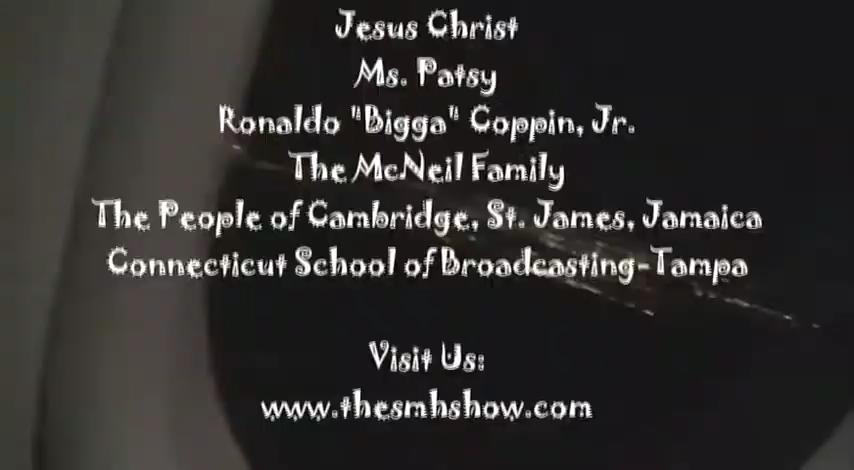 Jesus Christ
Ms. Patsy
Ronaldo "Bigga" Coppin, Jr.
The McNeil Family
The People of Cambridge, St. James, Jamaica
Connecticut School of Broadcasting-Tampa
Visit Us:
www.thesmhshow.com